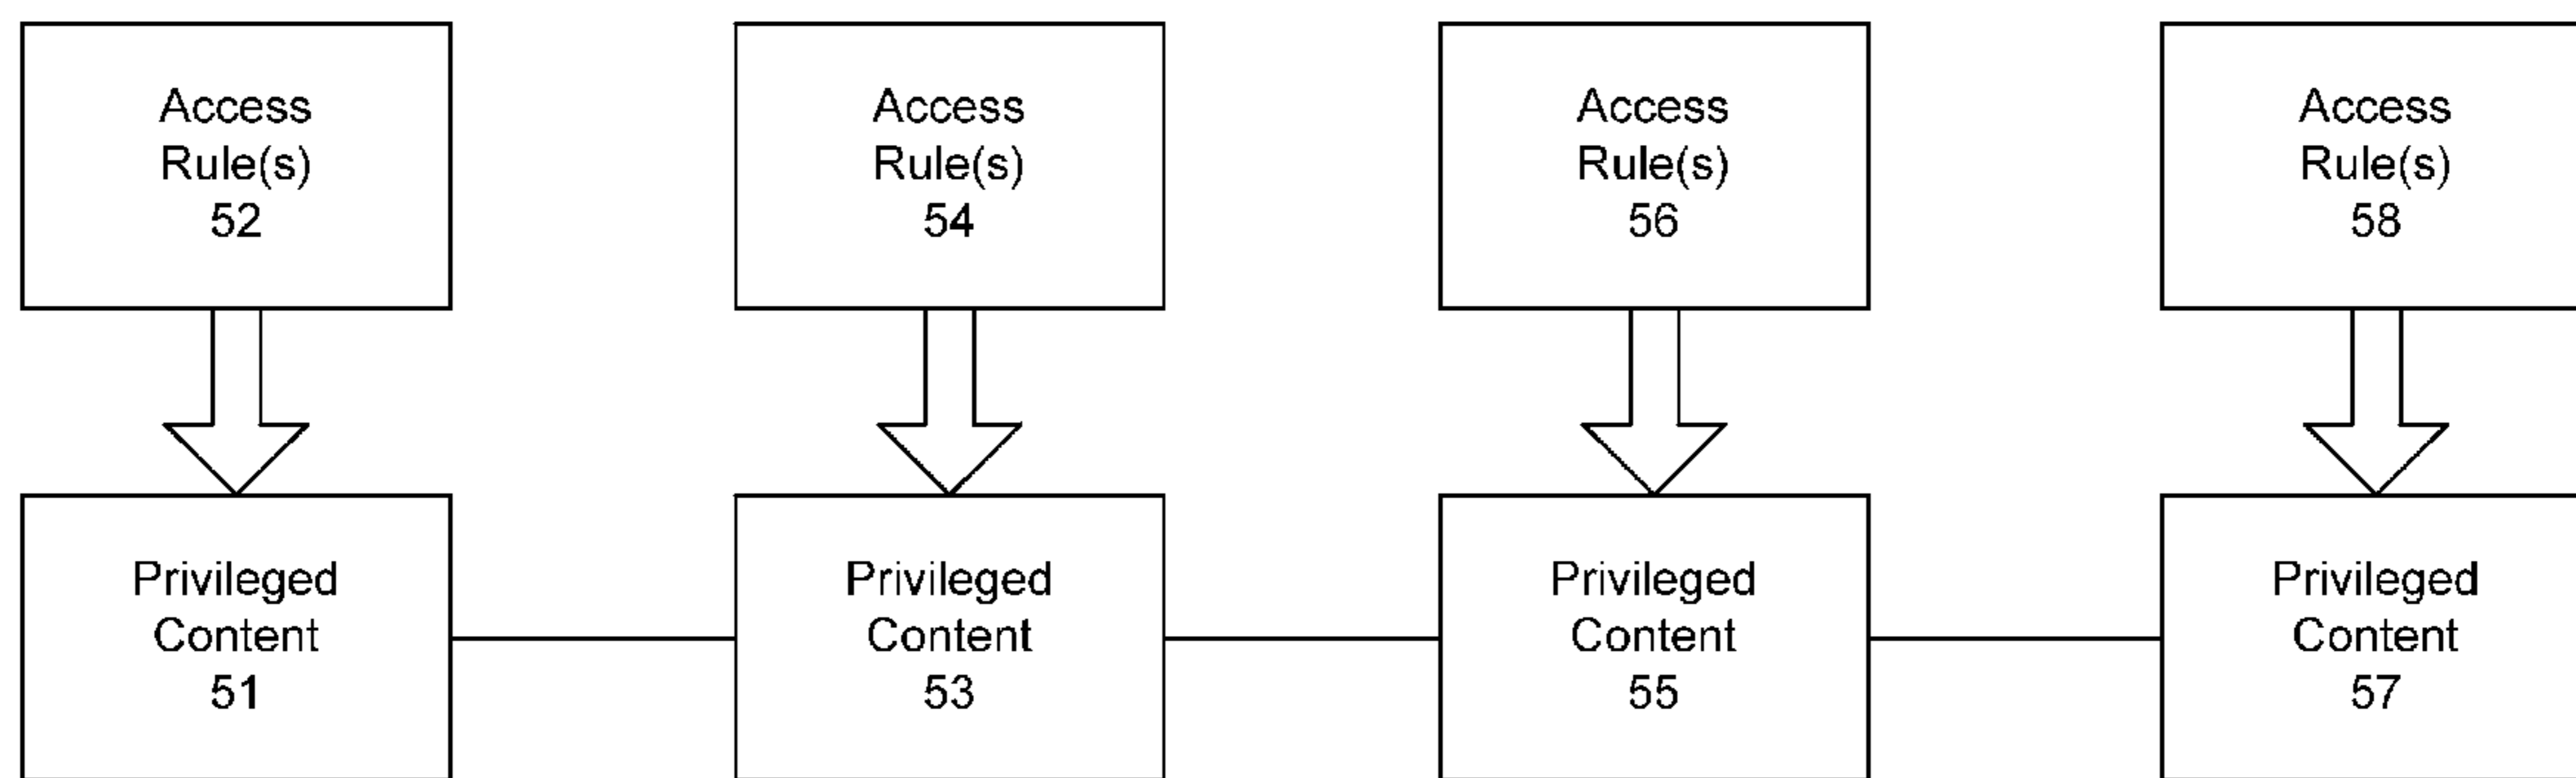 Access
Rule(s)
52
Access
Rule(s)
54
Access
Rule(s)
56
Access
Rule(s)
58
Privileged
Content
51
Privileged
Content
53
Privileged
Content
55
Privileged
Content
57